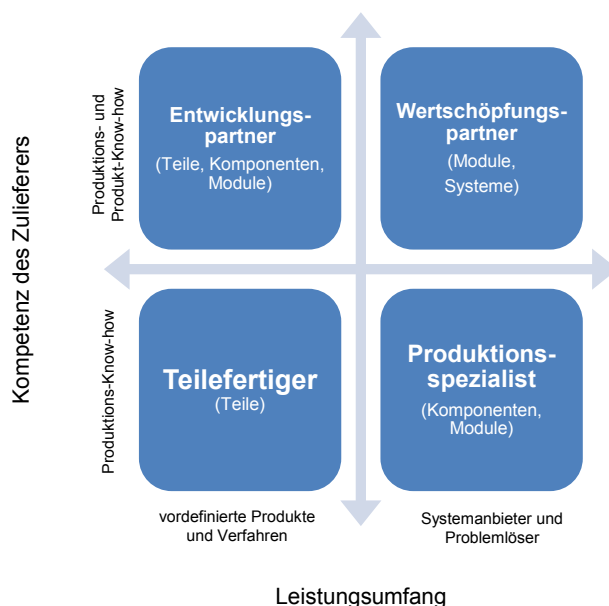 Kompetenz des Zulieferers
Produktions- und
Produkt-Know-how
Entwicklungs-
partner
(Teile, Komponenten,
Module)
Wertschöpfungs-
partner
(Module,
Systeme)
Produktions-Know-how
Teilefertiger
(Teile)
Produktions-
spezialist
(Komponenten,
Module)
vordefinierte Produkte
und Verfahren
Systemanbieter und
Problemlöser
Leistungsumfang